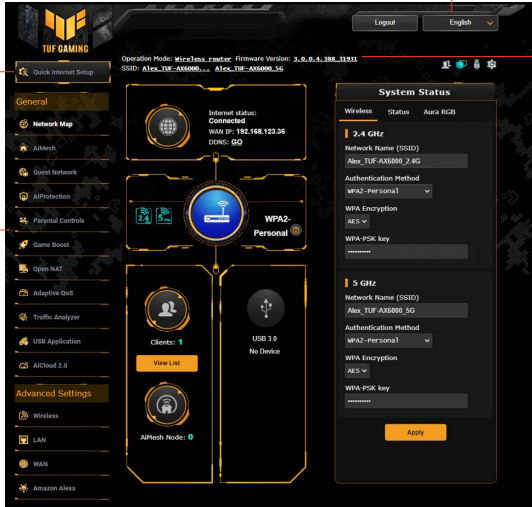 Logout
English
TUF GAMING
Operation Mode: Wireless router Firmware Version: 3.0.0.4.388_31931
SSID: Alex_TUF-AX6000... Alex_TUF-AX6000_5G
Quick Internet Setup
General
Network Map
AiMesh
Guest Network
AiProtection
Parental Controls
Game Boost
Open NAT
Adaptive QoS
Traffic Analyzer
USB Application
AiCloud 2.0
Advanced Settings
Wireless
LAN
WAN
Amazon Alexa
Internet status:
Connected
WAN IP: 192.168.123.36
DDNS: GO
2.4
5
WPA2-
Personal
Clients: 1
View List
AiMesh Node: 0
USB 3.0
No Device
System Status
Wireless Status Aura RGB
2.4 GHz
Network Name (SSID)
Alex_TUF-AX6000_2.4G
Authentication Method
WPA2-Personal
WPA Encryption
AES
WPA-PSK key
••••••••••
5 GHz
Network Name (SSID)
Alex_TUF-AX6000_5G
Authentication Method
WPA2-Personal
WPA Encryption
AES
WPA-PSK key
••••••••••
Apply